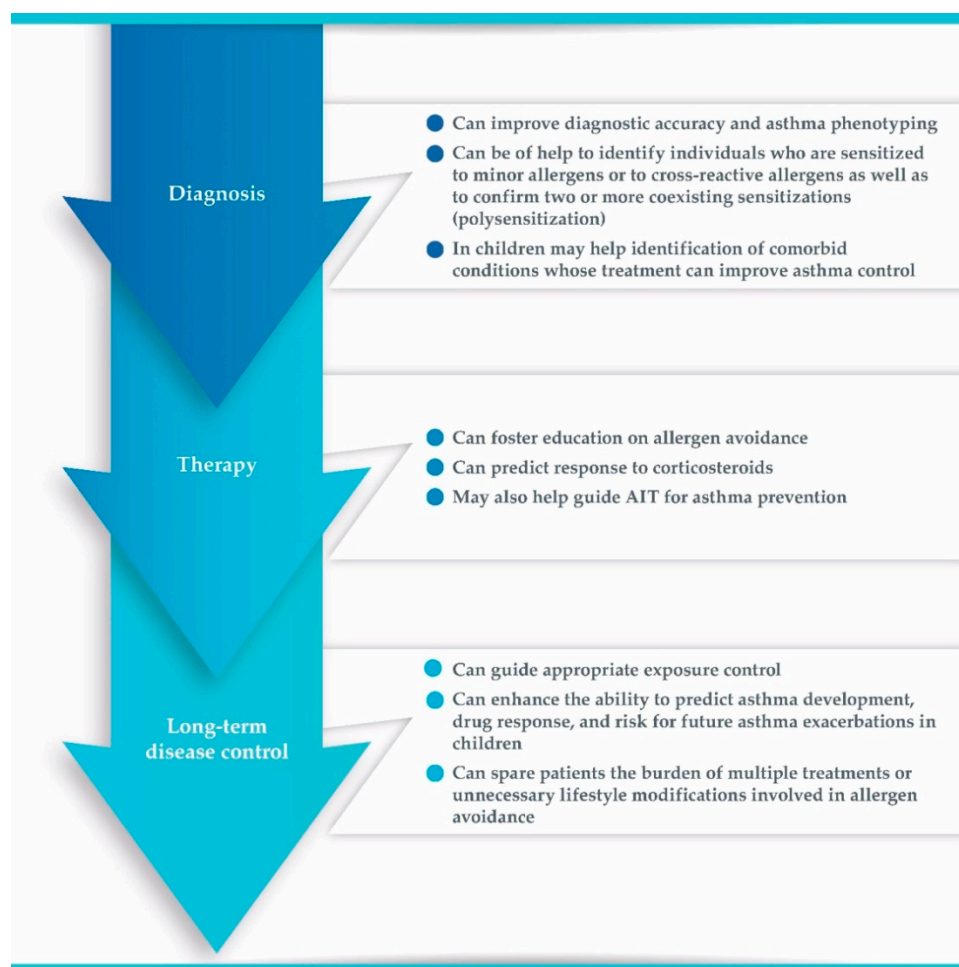 Diagnosis
Can improve diagnostic accuracy and asthma phenotyping
Can be of help to identify individuals who are sensitized
to minor allergens or to cross-reactive allergens as well as
to confirm two or more coexisting sensitizations
(polysensitization)
In children may help identification of comorbid
conditions whose treatment can improve asthma control
Therapy
Can foster education on allergen avoidance
Can predict response to corticosteroids
May also help guide AIT for asthma prevention
Long-term
disease control
Can guide appropriate exposure control
Can enhance the ability to predict asthma development,
drug response, and risk for future asthma exacerbations in
children
Can spare patients the burden of multiple treatments or
unnecessary lifestyle modifications involved in allergen
avoidance